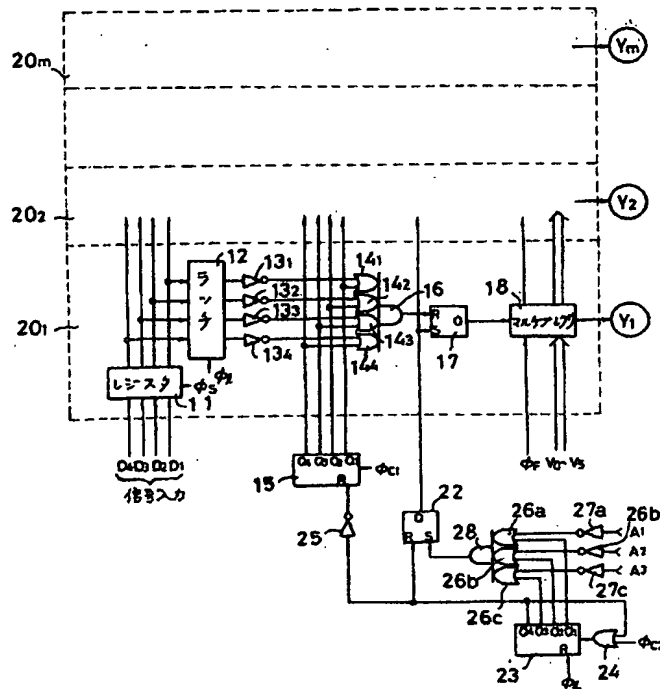 20m
Ym
20₂
Y2
12
ラッチ
13₁
13₂
13₃
13₄
14₁
14₂
14₃
14₄
16
R
S
Q
17
18
マルチプレクサ
Y1
20₁
レジスタ
ΦS
Φℓ
11
D4 D3 D2 D1
信号入力
Q4 Q3 Q2 Q1
R
15
ΦC1
ΦF
V0-V5
22
Q
R S
25
28
26a
26b
26c
27a
26b
27c
A1
A2
A3
Q4 Q3 Q2 Q1
R
23
24
Φℓ